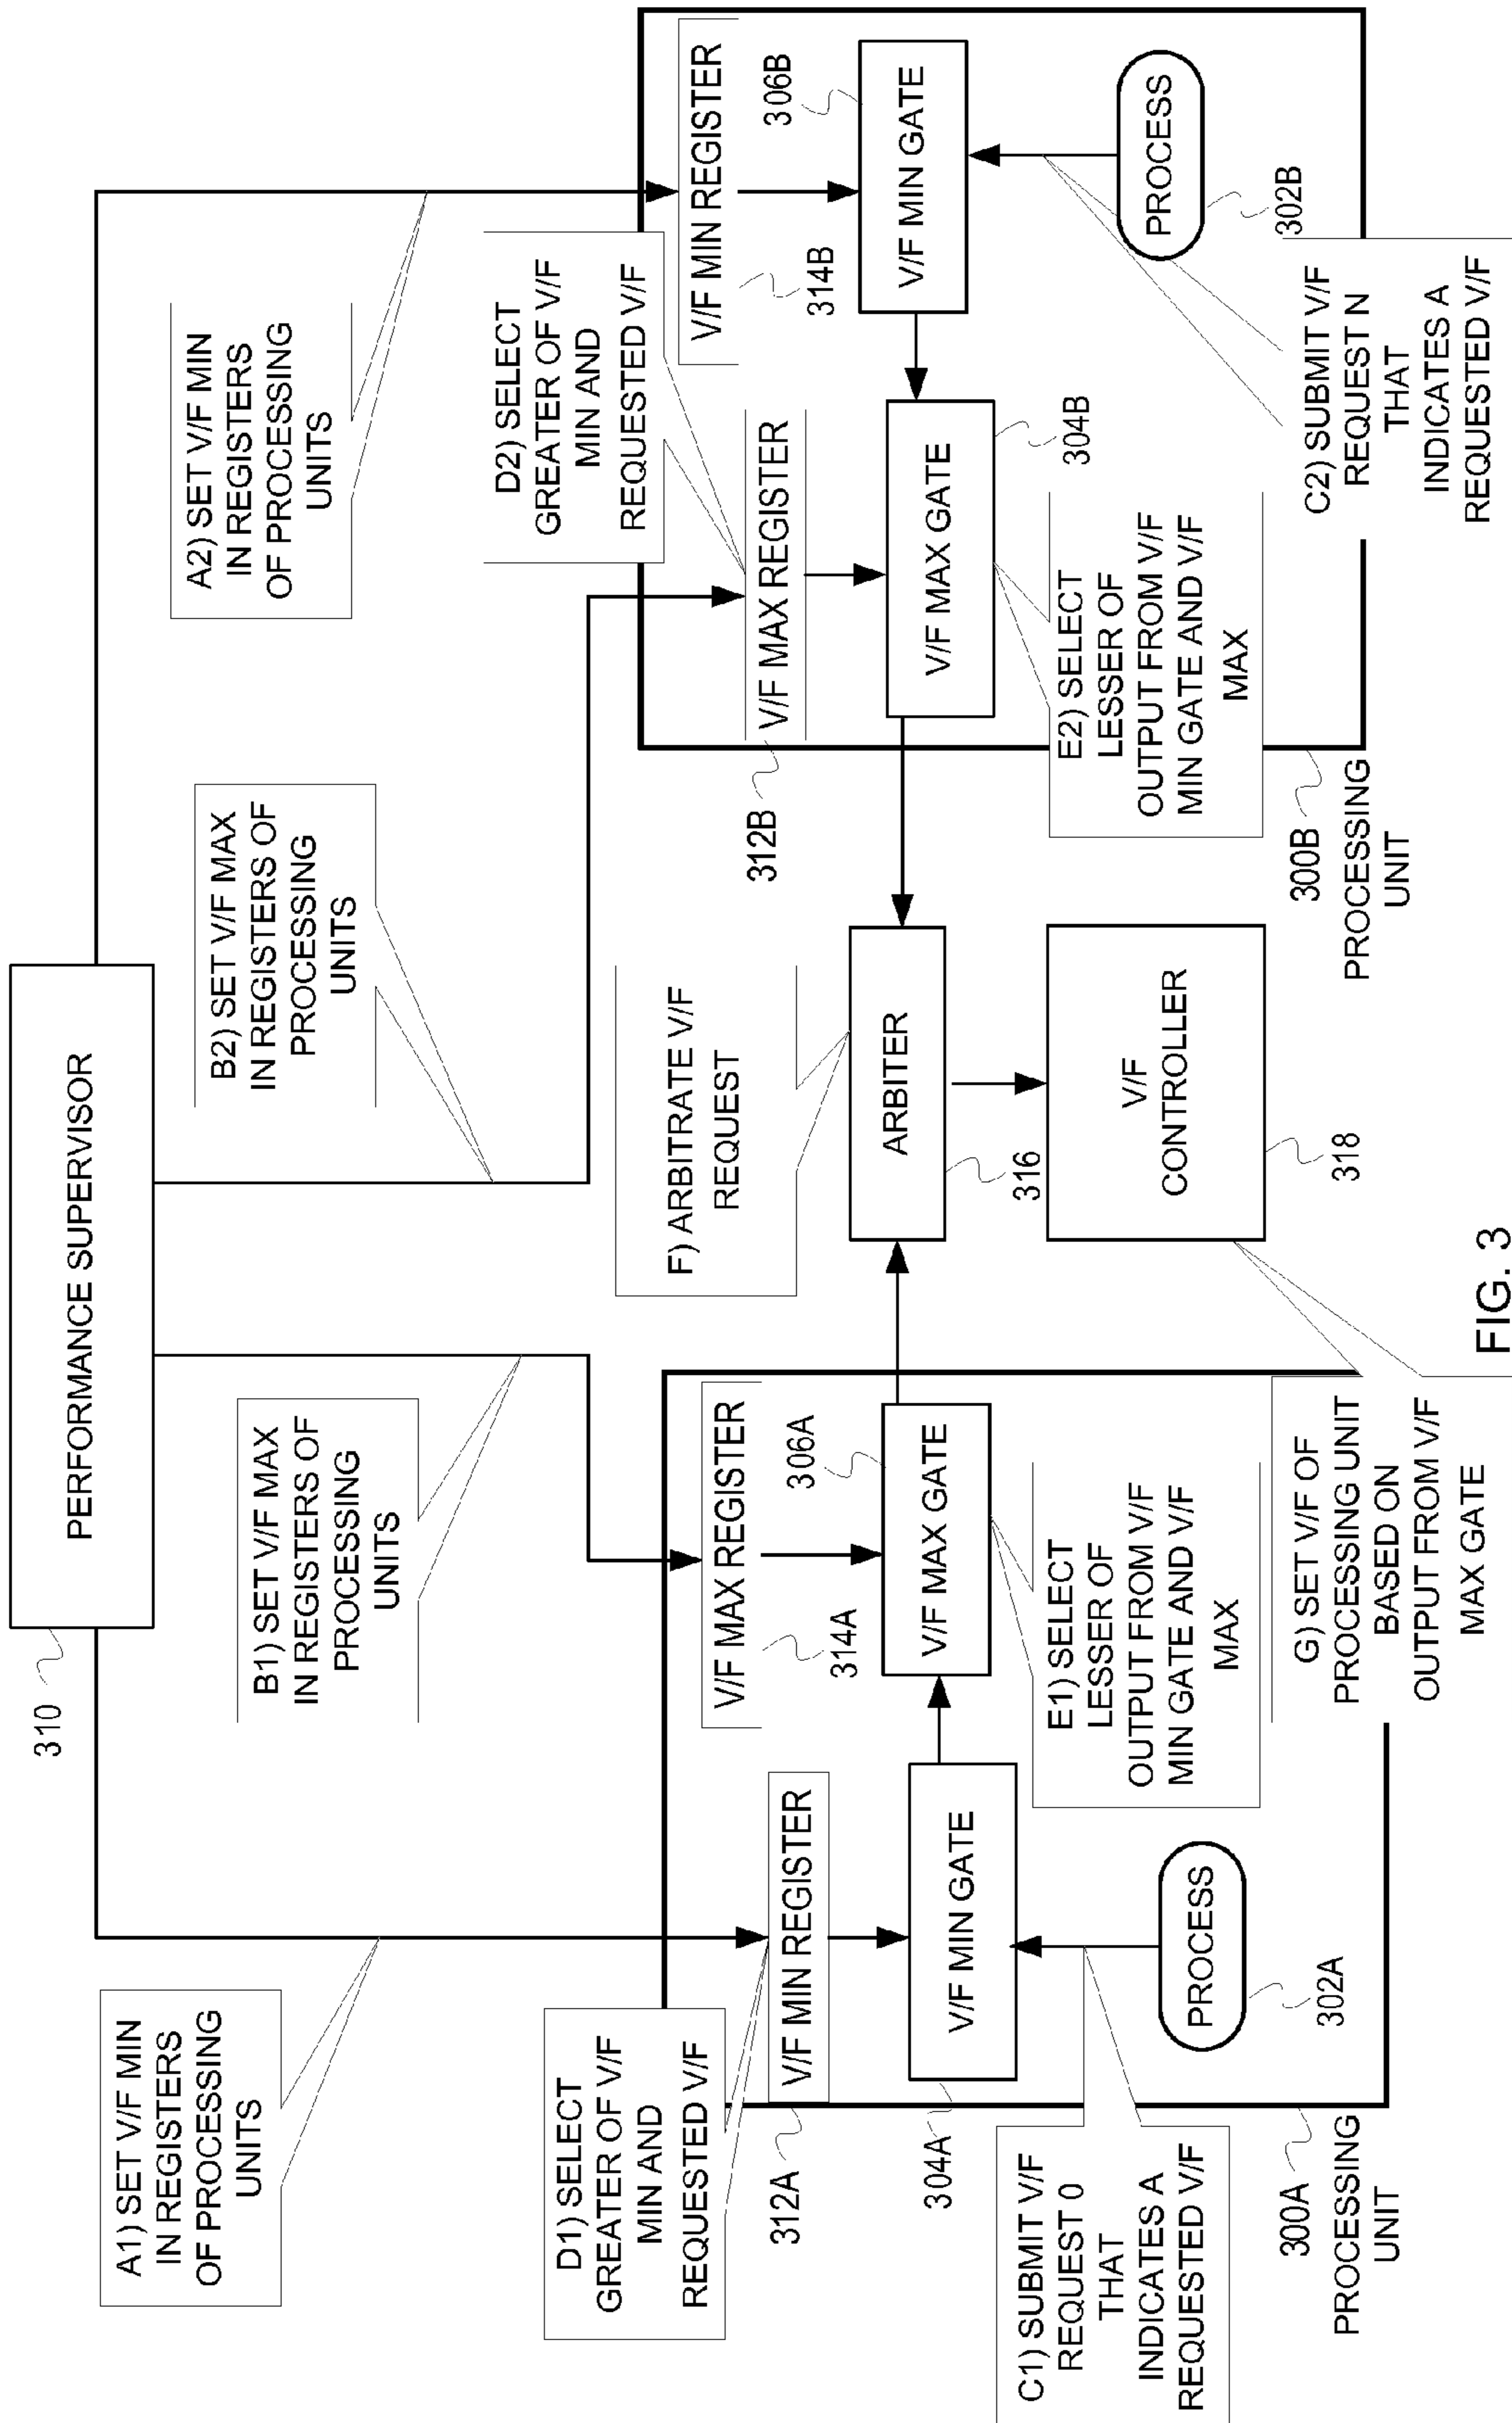 PERFORMANCE SUPERVISOR
310
A1) SET V/F MIN
IN REGISTERS
OF PROCESSING
UNITS
B1) SET V/F MAX
IN REGISTERS OF
PROCESSING
UNITS
B2) SET V/F MAX
IN REGISTERS OF
PROCESSING
UNITS
A2) SET V/F MIN
IN REGISTERS
OF PROCESSING
UNITS
D1) SELECT
GREATER OF V/F
MIN AND
REQUESTED V/F
312A
V/F MIN REGISTER
V/F MAX REGISTER
314A
306A
304A
V/F MIN GATE
V/F MAX GATE
C1) SUBMIT V/F
REQUEST 0
THAT
INDICATES A
REQUESTED V/F
PROCESS
302A
E1) SELECT
LESSER OF
OUTPUT FROM V/F
MIN GATE AND V/F
MAX
300A
PROCESSING
UNIT
F) ARBITRATE V/F
REQUEST
ARBITER
316
V/F
CONTROLLER
318
G) SET V/F OF
PROCESSING UNIT
BASED ON
OUTPUT FROM V/F
MAX GATE
D2) SELECT
GREATER OF V/F
MIN AND
REQUESTED V/F
V/F MAX REGISTER
312B
V/F MIN REGISTER
314B
306B
V/F MAX GATE
304B
V/F MIN GATE
E2) SELECT
LESSER OF
OUTPUT FROM V/F
MIN GATE AND V/F
MAX
PROCESS
302B
C2) SUBMIT V/F
REQUEST N
THAT
INDICATES A
REQUESTED V/F
300B
PROCESSING
UNIT
FIG. 3